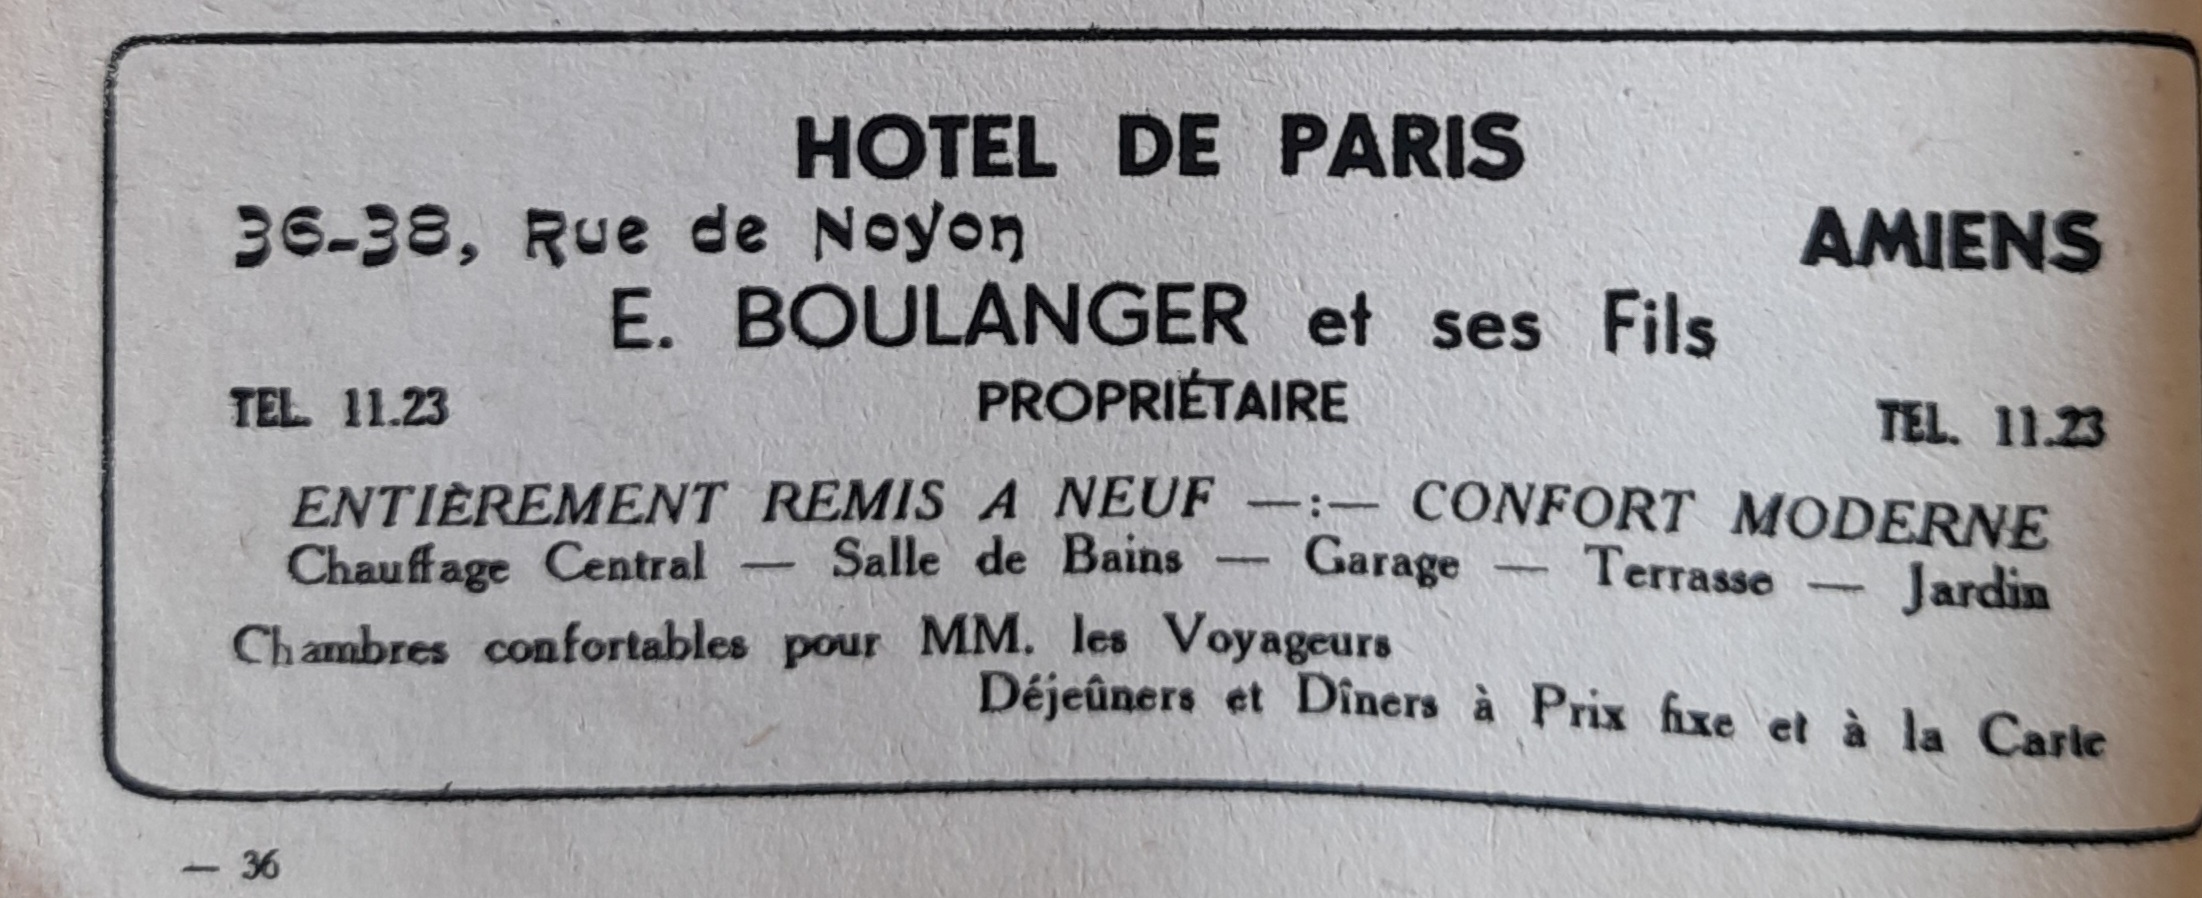 HOTEL DE PARIS
36-38, Rue de Noyon AMIENS
E. BOULANGER et ses Fils
TEL. 11.23 PROPRIÉTAIRE TEL. 11.23
ENTIÈREMENT REMIS A NEUF —:— CONFORT MODERNE
Chauffage Central — Salle de Bains — Garage — Terrasse — Jardin
Chambres confortables pour MM. les Voyageurs
Déjeûners et Dîners à Prix fixe et à la Carte
— 36